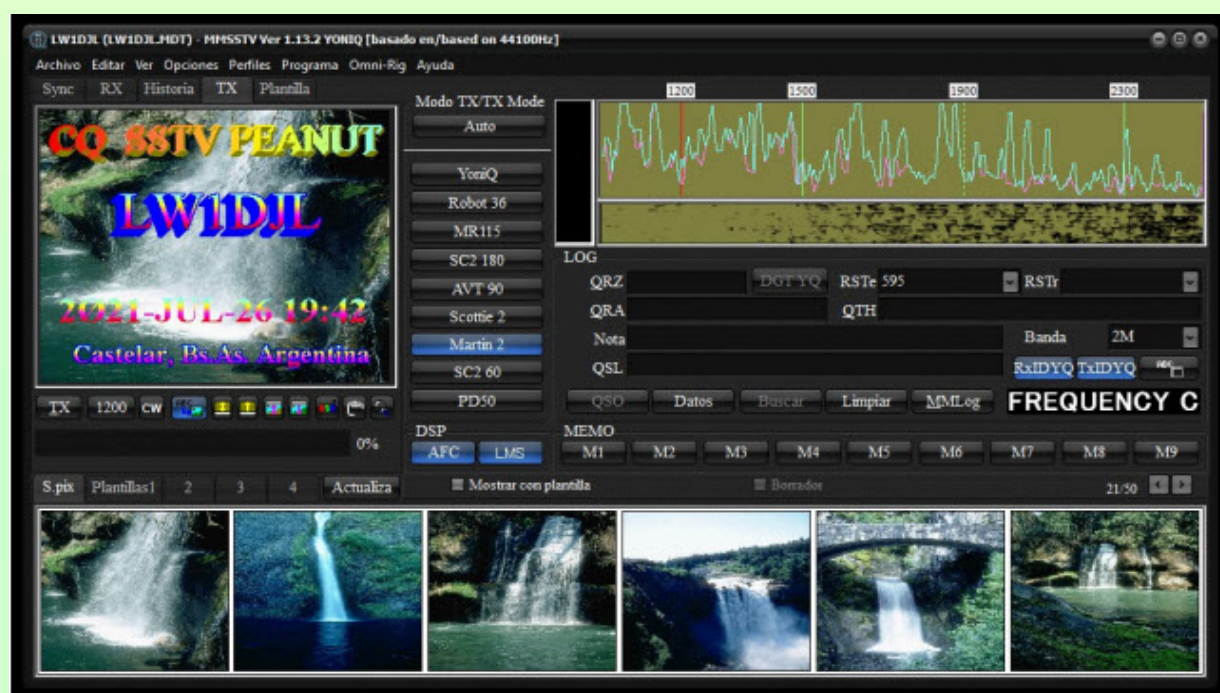 LW1DJL (LW1DJL.MDT) - MMSSTV Ver 1.13.2 YONIQ [basado en/based on 44100Hz]
Archivo Editar Ver Opciones Perfiles Programa Omni-Rig Ayuda
Sync RX Historia TX Plantilla
CQ SSTV PEANUT
LW1DJL
2021-JUL-26 19:42
Castelar, Bs.As. Argentina
TX 1200 CW
0%
Modo TX/TX Mode
Auto
YoniQ
Robot 36
MR115
SC2 180
AVT 90
Scottie 2
Martin 2
SC2 60
PD50
DSP
AFC LMS
1200 1500 1900 2300
LOG
QRZ DGT YQ RSTe 595 RSTr
QRA QTH
Nota Banda 2M
QSL RxIDYQ TxIDYQ
QSO Datos Buscar Limpiar MMLog FREQUENCY C
MEMO
M1 M2 M3 M4 M5 M6 M7 M8 M9
S.pix Plantillas1 2 3 4 Actualiza Mostrar con plantilla Borrador 21/50